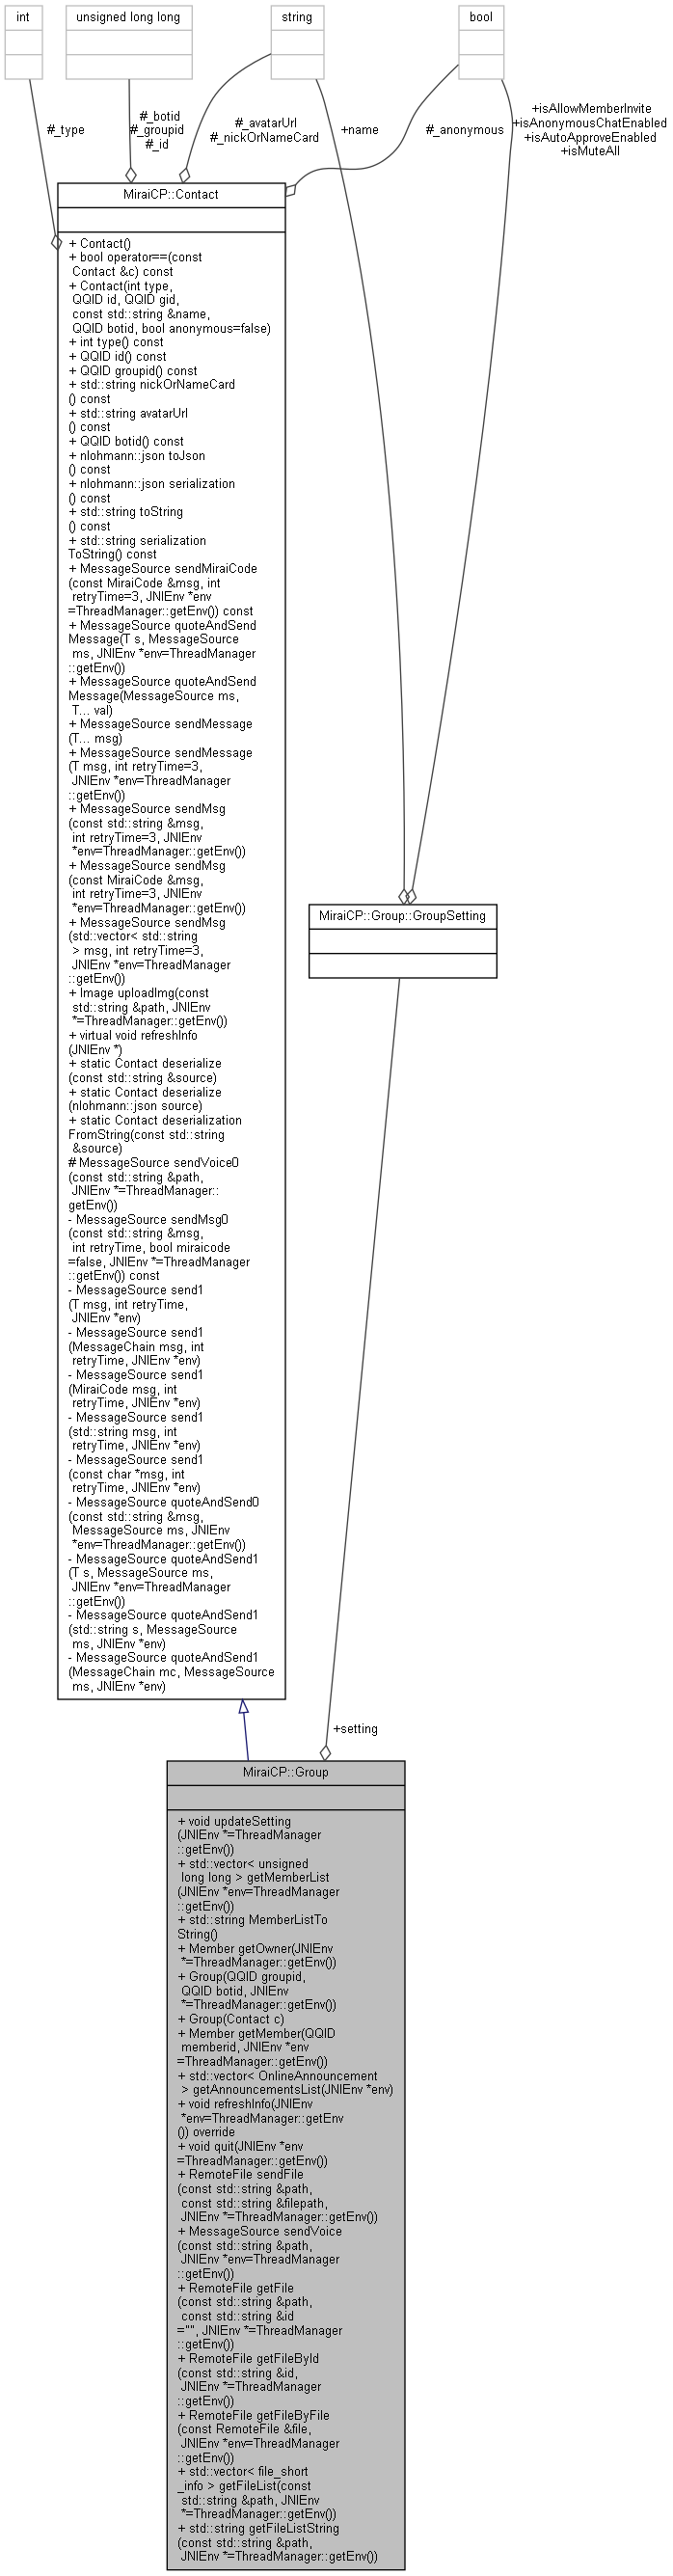 int
unsigned long long
string
bool
#_type
#_botid
#_groupid
#_id
#_avatarUrl
#_nickOrNameCard
+name
#_anonymous
+isAllowMemberInvite
+isAnonymousChatEnabled
+isAutoApproveEnabled
+isMuteAll
MiraiCP::Contact
+ Contact()
+ bool operator==(const
Contact &c) const
+ Contact(int type,
QQID id, QQID gid,
const std::string &name,
QQID botid, bool anonymous=false)
+ int type() const
+ QQID id() const
+ QQID groupid() const
+ std::string nickOrNameCard
() const
+ std::string avatarUrl
() const
+ QQID botid() const
+ nlohmann::json toJson
() const
+ nlohmann::json serialization
() const
+ std::string toString
() const
+ std::string serialization
ToString() const
+ MessageSource sendMiraiCode
(const MiraiCode &msg, int
retryTime=3, JNIEnv *env
=ThreadManager::getEnv()) const
+ MessageSource quoteAndSend
Message(T s, MessageSource
ms, JNIEnv *env=ThreadManager
::getEnv())
+ MessageSource quoteAndSend
Message(MessageSource ms,
T... val)
+ MessageSource sendMessage
(T... msg)
+ MessageSource sendMessage
(T msg, int retryTime=3,
JNIEnv *env=ThreadManager
::getEnv())
+ MessageSource sendMsg
(const std::string &msg,
int retryTime=3, JNIEnv
*env=ThreadManager::getEnv())
+ MessageSource sendMsg
(const MiraiCode &msg,
int retryTime=3, JNIEnv
*env=ThreadManager::getEnv())
+ MessageSource sendMsg
(std::vector< std::string
> msg, int retryTime=3,
JNIEnv *env=ThreadManager
::getEnv())
+ Image uploadImg(const
std::string &path, JNIEnv
*=ThreadManager::getEnv())
+ virtual void refreshInfo
(JNIEnv *)
+ static Contact deserialize
(const std::string &source)
+ static Contact deserialize
(nlohmann::json source)
+ static Contact deserialization
FromString(const std::string
&source)
# MessageSource sendVoice0
(const std::string &path,
JNIEnv *=ThreadManager::
getEnv())
- MessageSource sendMsg0
(const std::string &msg,
int retryTime, bool miraicode
=false, JNIEnv *=ThreadManager
::getEnv()) const
- MessageSource send1
(T msg, int retryTime,
JNIEnv *env)
- MessageSource send1
(MessageChain msg, int
retryTime, JNIEnv *env)
- MessageSource send1
(MiraiCode msg, int
retryTime, JNIEnv *env)
- MessageSource send1
(std::string msg, int
retryTime, JNIEnv *env)
- MessageSource send1
(const char *msg, int
retryTime, JNIEnv *env)
- MessageSource quoteAndSend0
(const std::string &msg,
MessageSource ms, JNIEnv
*env=ThreadManager::getEnv())
- MessageSource quoteAndSend1
(T s, MessageSource ms,
JNIEnv *env=ThreadManager
::getEnv())
- MessageSource quoteAndSend1
(std::string s, MessageSource
ms, JNIEnv *env)
- MessageSource quoteAndSend1
(MessageChain mc, MessageSource
ms, JNIEnv *env)
MiraiCP::Group::GroupSetting
+setting
MiraiCP::Group
+ void updateSetting
(JNIEnv *=ThreadManager
::getEnv())
+ std::vector< unsigned
long long > getMemberList
(JNIEnv *env=ThreadManager
::getEnv())
+ std::string MemberListTo
String()
+ Member getOwner(JNIEnv
*=ThreadManager::getEnv())
+ Group(QQID groupid,
QQID botid, JNIEnv
*=ThreadManager::getEnv())
+ Group(Contact c)
+ Member getMember(QQID
memberid, JNIEnv *env
=ThreadManager::getEnv())
+ std::vector< OnlineAnnouncement
> getAnnouncementsList(JNIEnv *env)
+ void refreshInfo(JNIEnv
*env=ThreadManager::getEnv
()) override
+ void quit(JNIEnv *env
=ThreadManager::getEnv())
+ RemoteFile sendFile
(const std::string &path,
const std::string &filepath,
JNIEnv *=ThreadManager::getEnv())
+ MessageSource sendVoice
(const std::string &path,
JNIEnv *env=ThreadManager
::getEnv())
+ RemoteFile getFile
(const std::string &path,
const std::string &id
="", JNIEnv *=ThreadManager
::getEnv())
+ RemoteFile getFileById
(const std::string &id,
JNIEnv *=ThreadManager
::getEnv())
+ RemoteFile getFileByFile
(const RemoteFile &file,
JNIEnv *=ThreadManager
::getEnv())
+ std::vector< file_short
_info > getFileList(const
std::string &path, JNIEnv
*=ThreadManager::getEnv())
+ std::string getFileListString
(const std::string &path,
JNIEnv *=ThreadManager::getEnv())